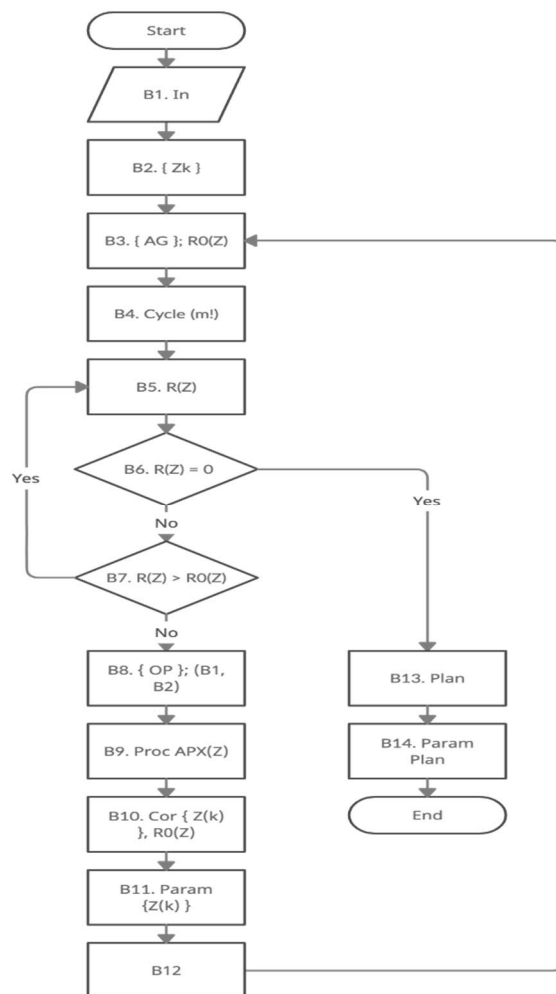 Start
B1. In
B2. { Zk }
B3. { AG }; R0(Z)
B4. Cycle (m!)
B5. R(Z)
B6. R(Z) = 0
Yes
Yes
No
B7. R(Z) > R0(Z)
No
B8. { OP }; (B1,
B2)
B13. Plan
B9. Proc APX(Z)
B14. Param
Plan
B10. Cor { Z(k)
}, R0(Z)
End
B11. Param
{Z(k) }
B12